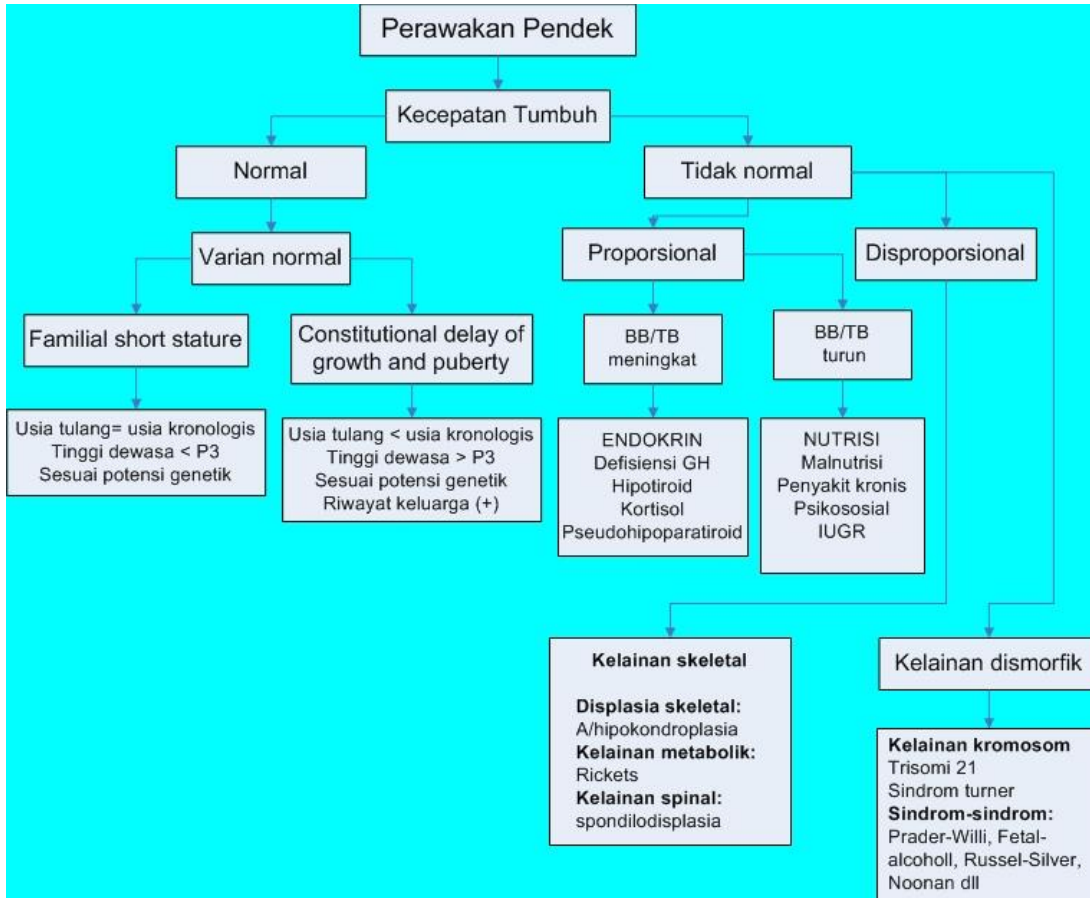 Perawakan Pendek
Kecepatan Tumbuh
Normal
Tidak normal
Varian normal
Proporsional
Disproporsional
Familial short stature
Constitutional delay of
growth and puberty
BB/TB
meningkat
BB/TB
turun
Usia tulang= usia kronologis
Tinggi dewasa < P3
Sesuai potensi genetik
Usia tulang < usia kronologis
Tinggi dewasa > P3
Sesuai potensi genetik
Riwayat keluarga (+)
ENDOKRIN
Defisiensi GH
Hipotiroid
Kortisol
Pseudohipoparatiroid
NUTRISI
Malnutrisi
Penyakit kronis
Psikososial
IUGR
Kelainan skeletal
Displasia skeletal:
A/hipokondroplasia
Kelainan metabolik:
Rickets
Kelainan spinal:
spondilodisplasia
Kelainan dismorfik
Kelainan kromosom
Trisomi 21
Sindrom turner
Sindrom-sindrom:
Prader-Willi, Fetal-
alcoholl, Russel-Silver,
Noonan dll